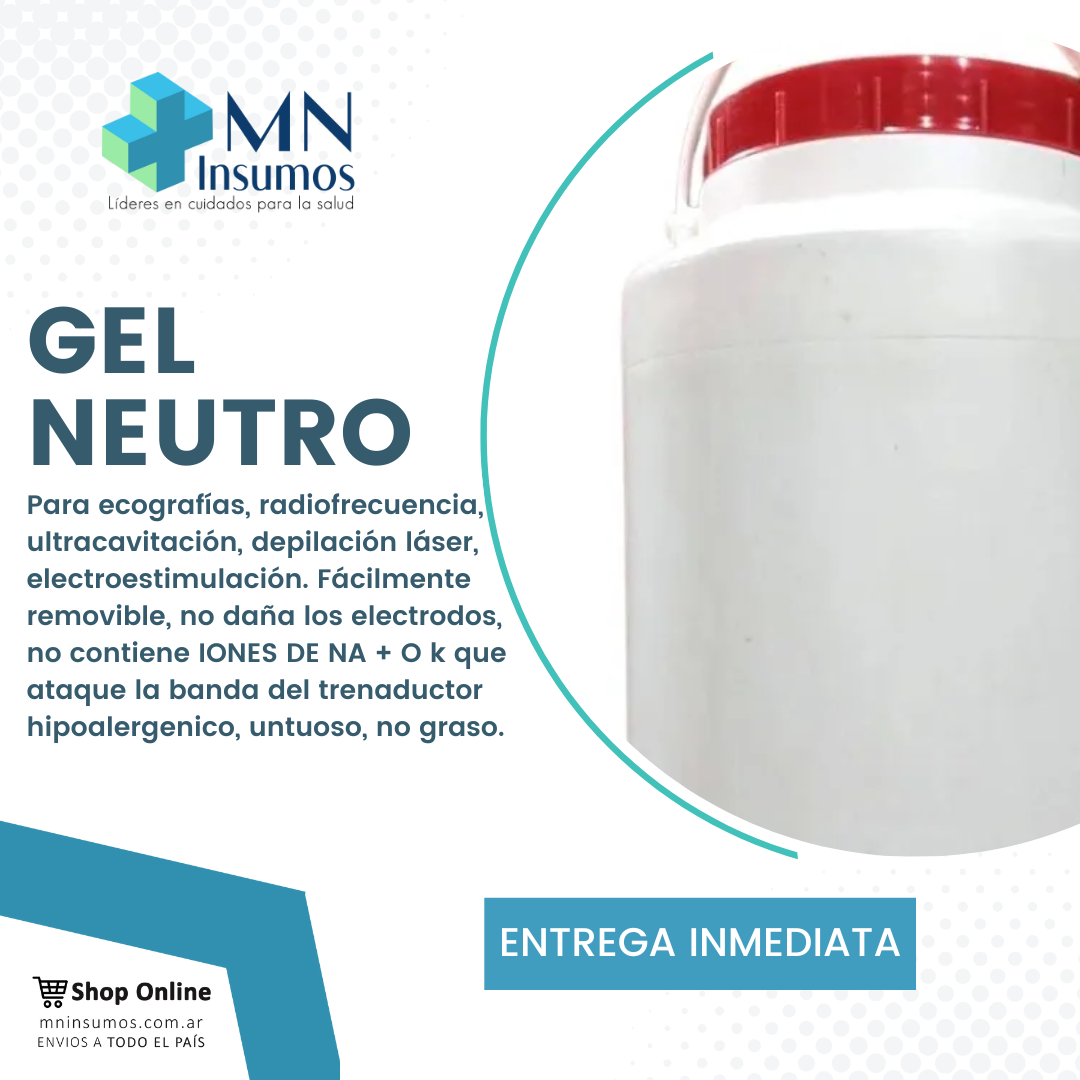 MN
Insumos
Líderes en cuidados para la salud
GEL
NEUTRO
Para ecografías, radiofrecuencia,
ultracavitación, depilación láser,
electroestimulación. Fácilmente
removible, no daña los electrodos,
no contiene IONES DE NA + O k que
ataque la banda del trenaductor
hipoalergenico, untuoso, no graso.
ENTREGA INMEDIATA
Shop Online
mninsumos.com.ar
ENVIOS A TODO EL PAÍS